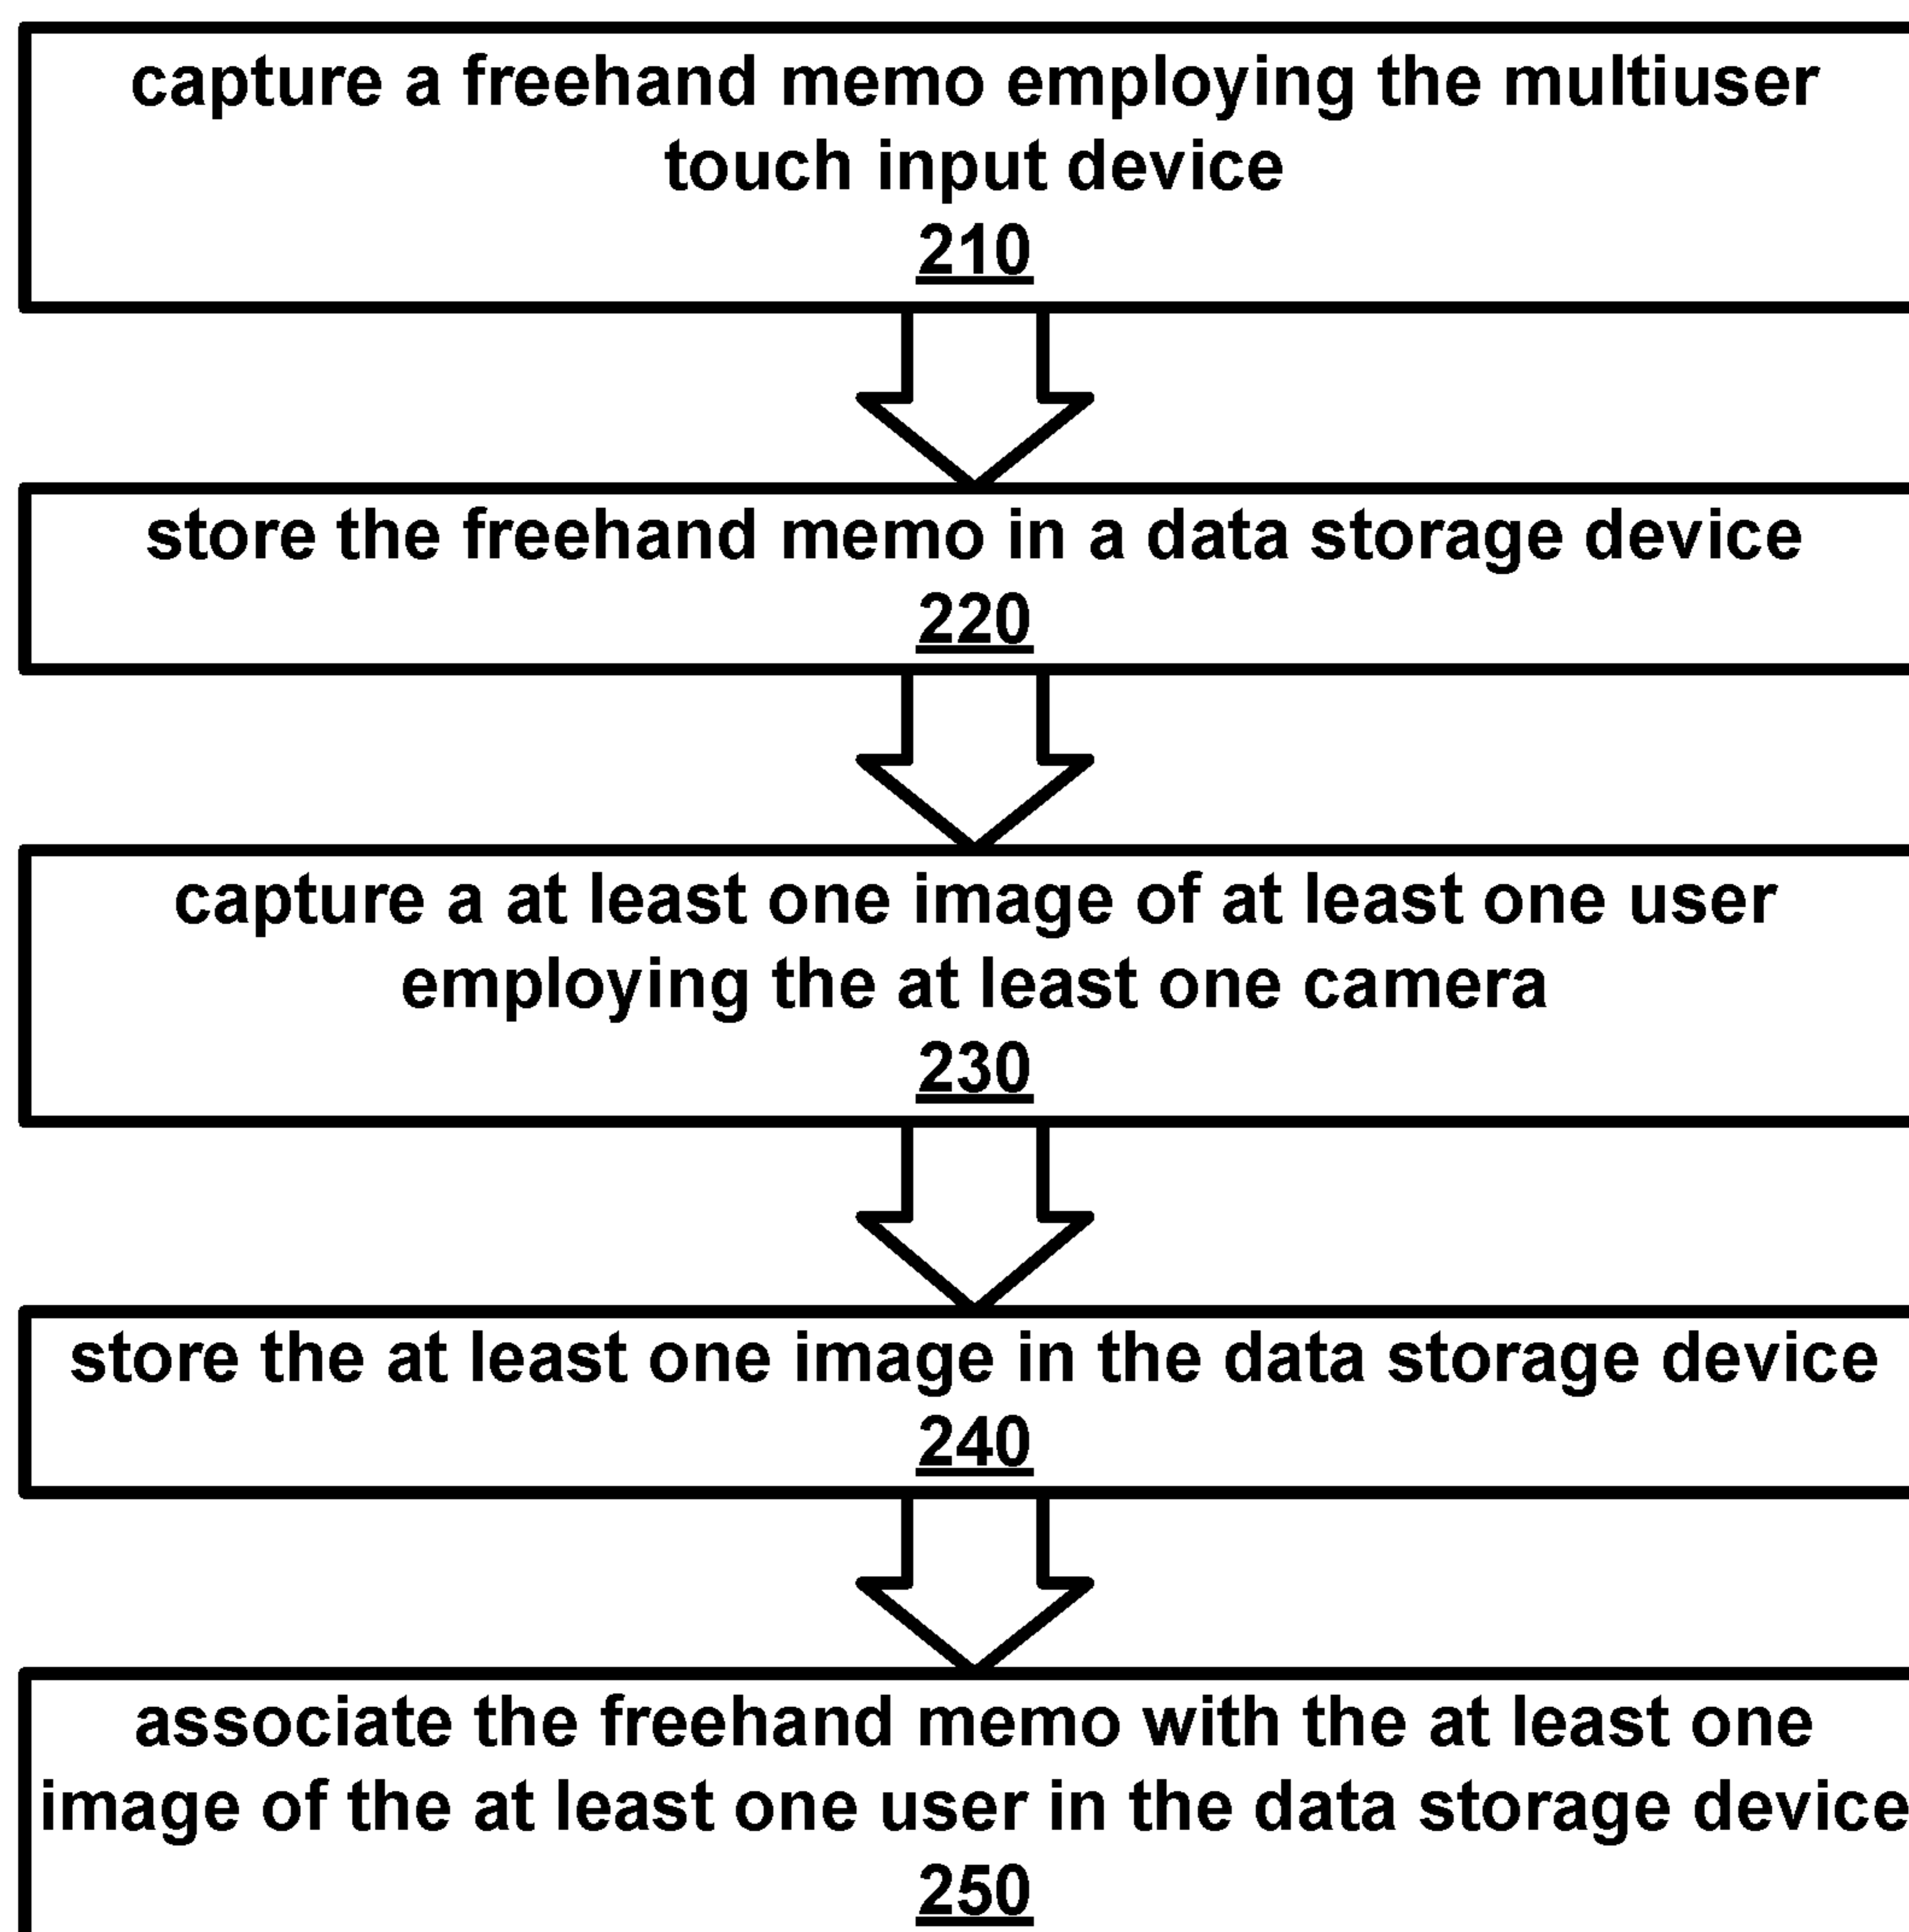 capture a freehand memo employing the multiuser
touch input device
210
store the freehand memo in a data storage device
220
capture a at least one image of at least one user
employing the at least one camera
230
store the at least one image in the data storage device
240
associate the freehand memo with the at least one
image of the at least one user in the data storage device
250